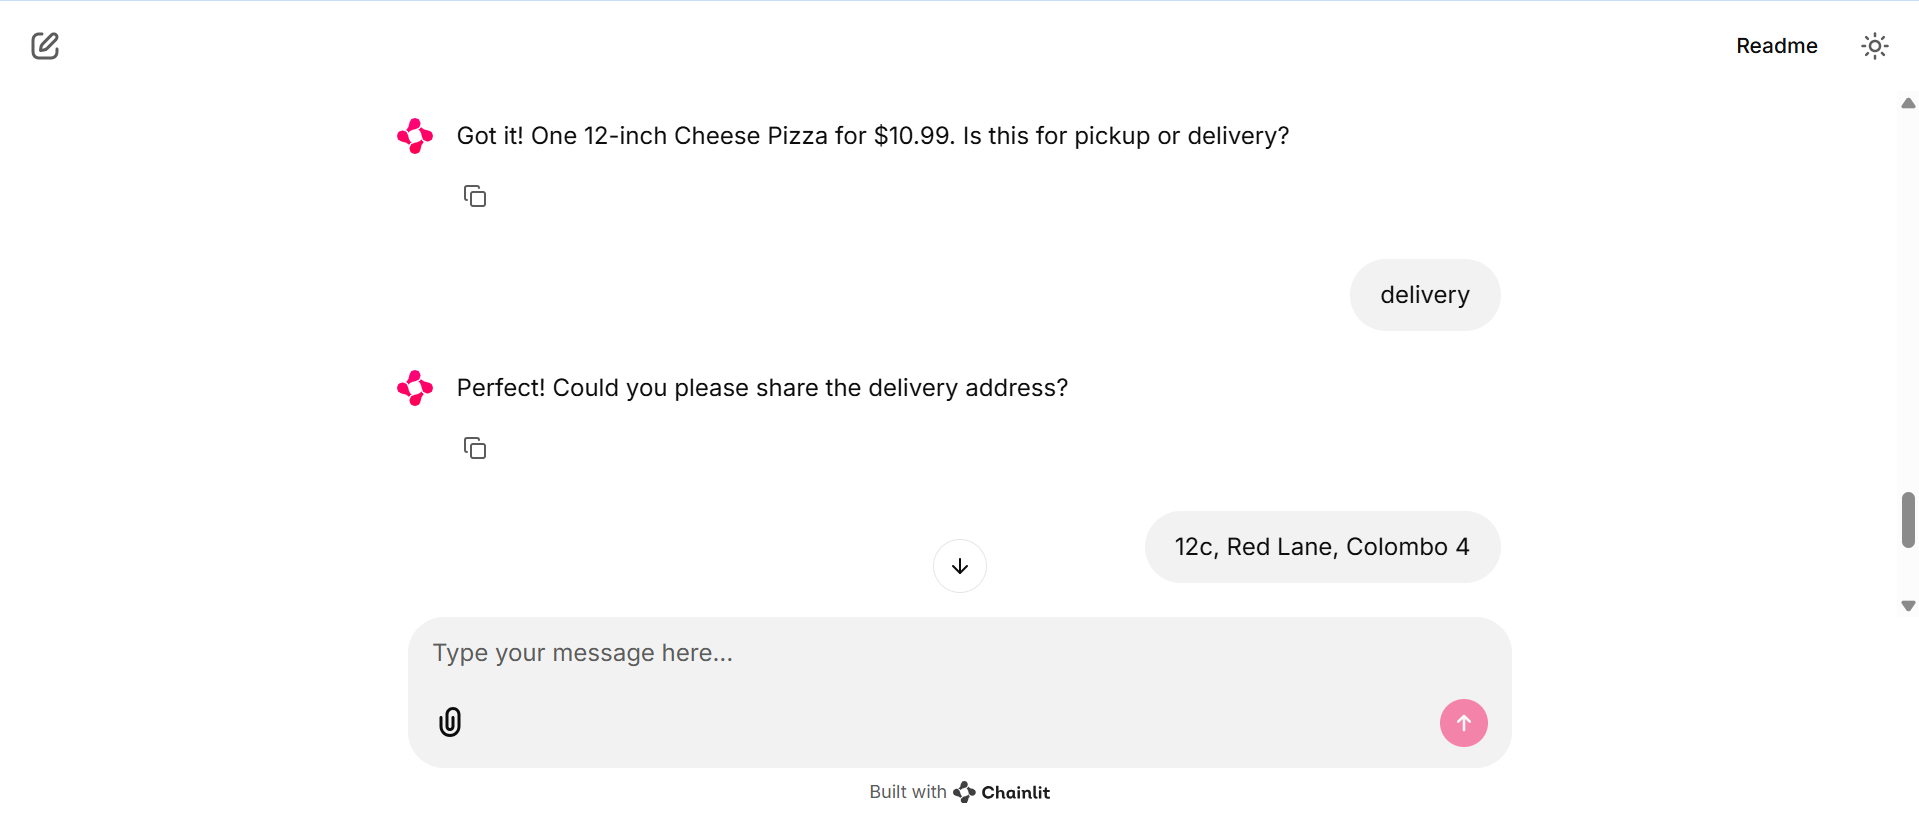 Readme
Got it! One 12-inch Cheese Pizza for $10.99. Is this for pickup or delivery?
delivery
Perfect! Could you please share the delivery address?
12c, Red Lane, Colombo 4
Type your message here...
Built with Chainlit